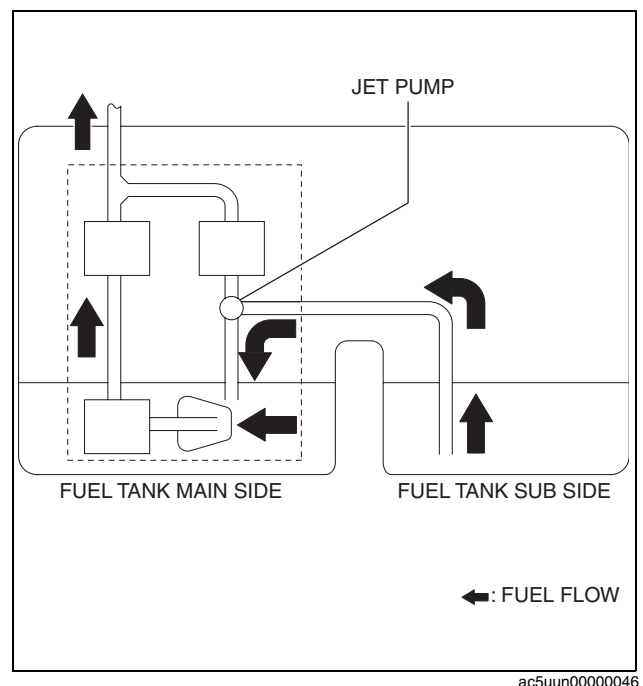 JET PUMP
FUEL TANK MAIN SIDE
FUEL TANK SUB SIDE
: FUEL FLOW
ac5uun00000046